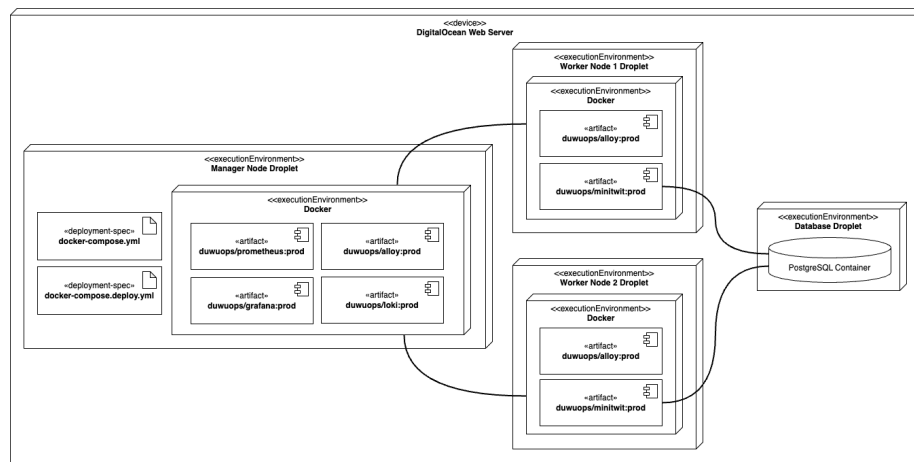 <<device>>
DigitalOcean Web Server
<<executionEnvironment>>
Manager Node Droplet
«deployment-spec»
docker-compose.yml
«deployment-spec»
docker-compose.deploy.yml
<<executionEnvironment>>
Docker
«artifact»
duwuops/prometheus:prod
«artifact»
duwuops/alloy:prod
«artifact»
duwuops/grafana:prod
«artifact»
duwuops/loki:prod
<<executionEnvironment>>
Worker Node 1 Droplet
<<executionEnvironment>>
Docker
«artifact»
duwuops/alloy:prod
«artifact»
duwuops/minitwit:prod
<<executionEnvironment>>
Worker Node 2 Droplet
<<executionEnvironment>>
Docker
«artifact»
duwuops/alloy:prod
«artifact»
duwuops/minitwit:prod
<<executionEnvironment>>
Database Droplet
PostgreSQL Container